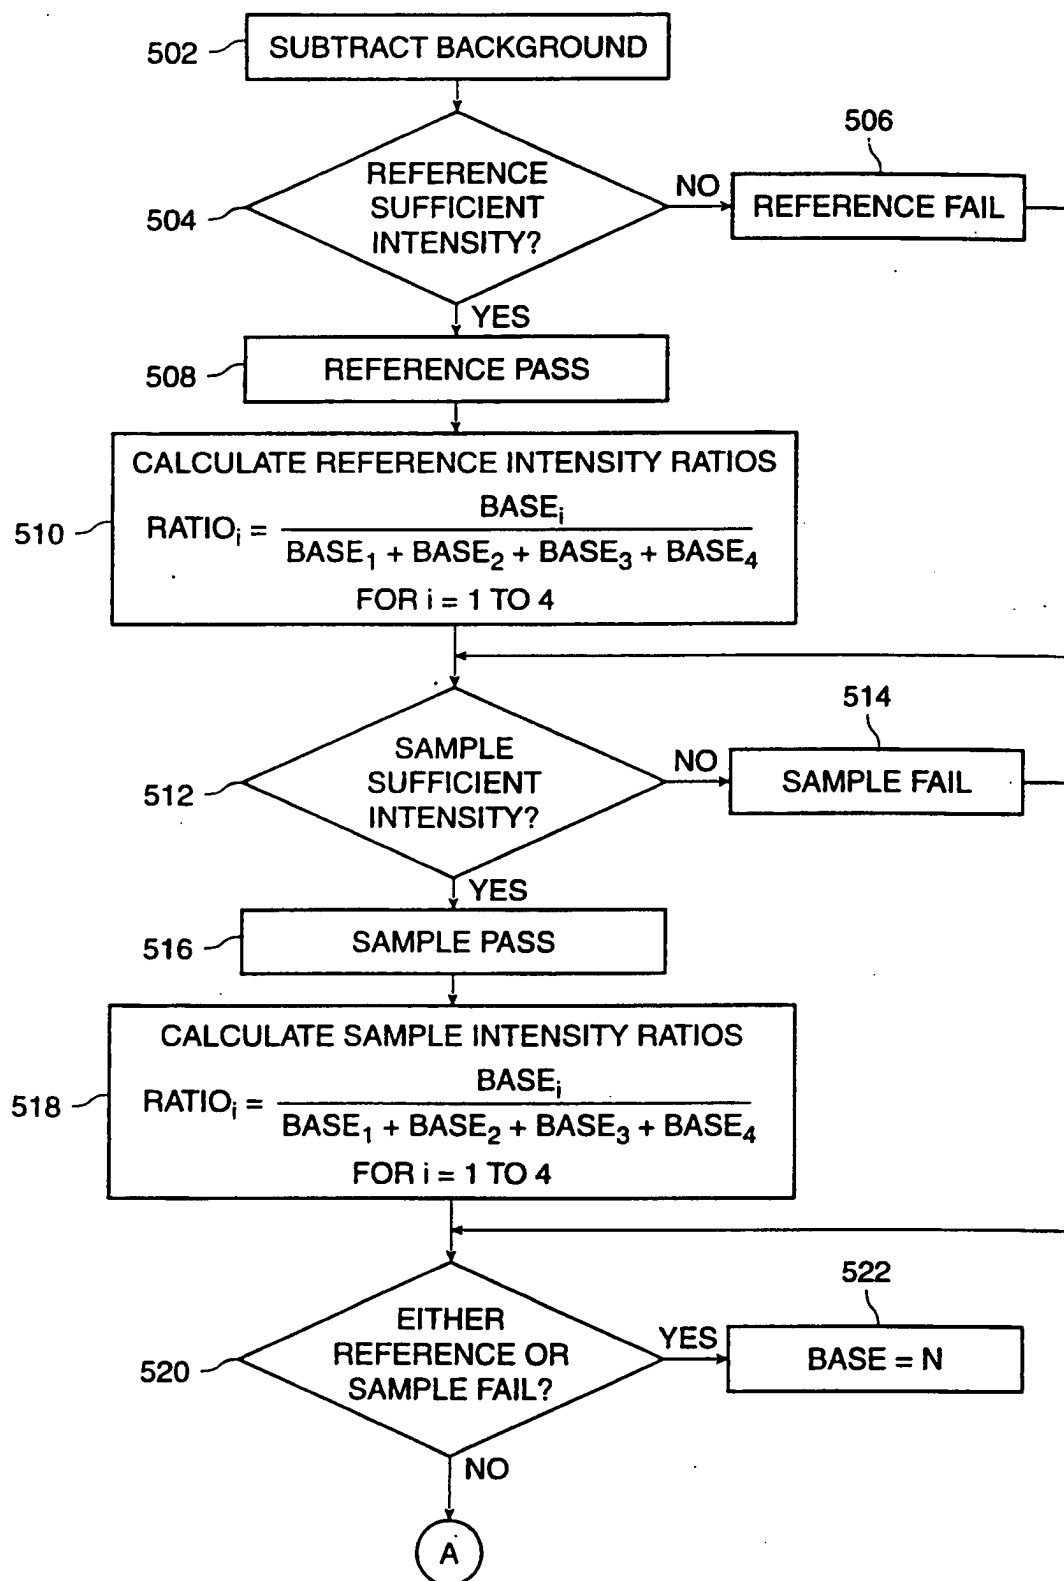 502
SUBTRACT BACKGROUND
506
504
REFERENCE
SUFFICIENT
INTENSITY?
NO
REFERENCE FAIL
YES
508
REFERENCE PASS
510
CALCULATE REFERENCE INTENSITY RATIOS
RATIOi = BASEi / BASE1 + BASE2 + BASE3 + BASE4
FOR i = 1 TO 4
514
512
SAMPLE
SUFFICIENT
INTENSITY?
NO
SAMPLE FAIL
YES
516
SAMPLE PASS
518
CALCULATE SAMPLE INTENSITY RATIOS
RATIOi = BASEi / BASE1 + BASE2 + BASE3 + BASE4
FOR i = 1 TO 4
522
520
EITHER
REFERENCE OR
SAMPLE FAIL?
YES
BASE = N
NO
A